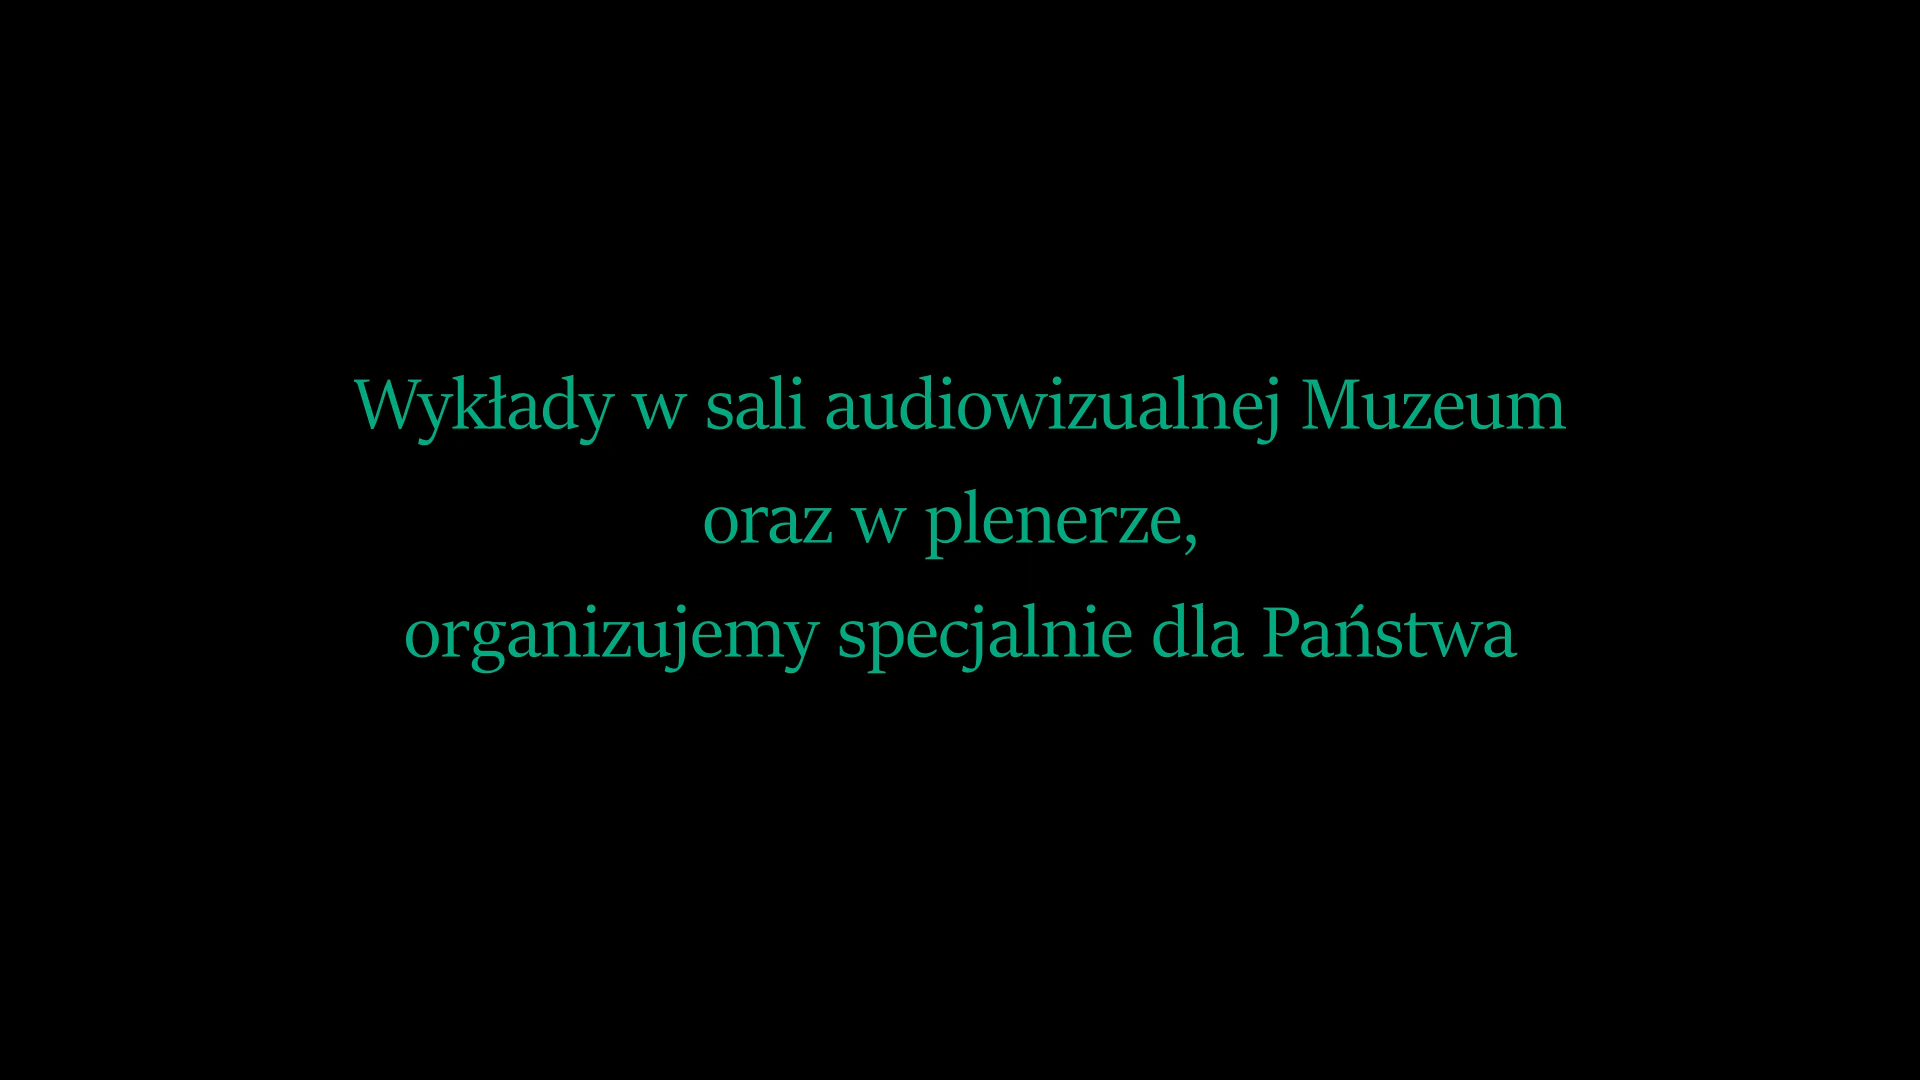 Wykłady w sali audiowizualnej Muzeum
oraz w plenerze,
organizujemy specjalnie dla Państwa